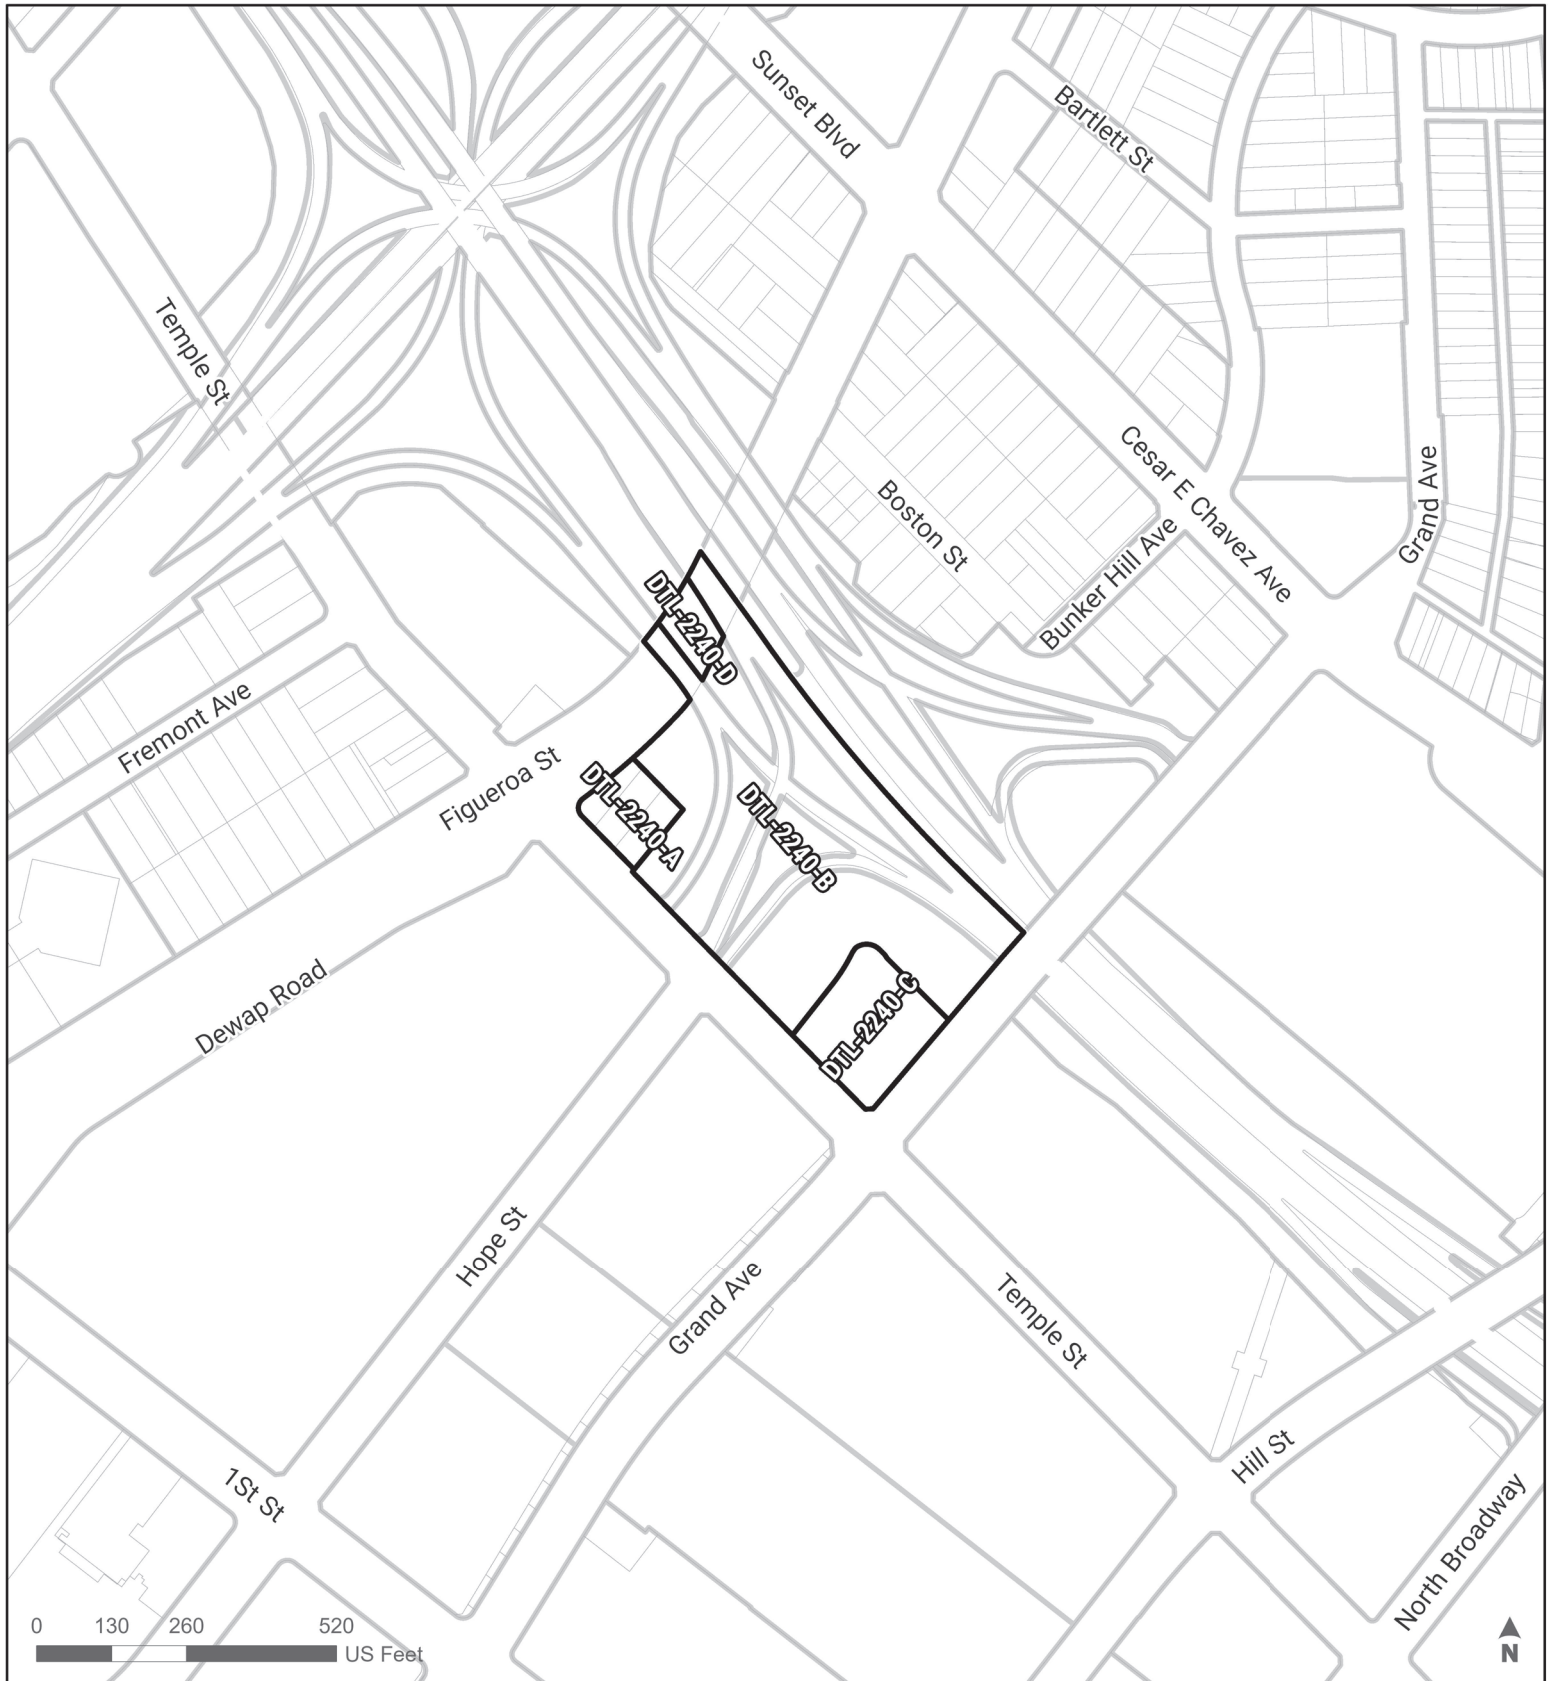 Sunset Blvd
Bartlett St
Temple St
Cesar E Chavez Ave
Grand Ave
Boston St
Bunker Hill Ave
DTL-2240-D
Fremont Ave
Figueroa St
DTL-2240-A
DTL-2240-B
Dewap Road
DTL-2240-C
Hope St
Grand Ave
Temple St
Hill St
1St St
North Broadway
0 130 260 520
US Feet
N